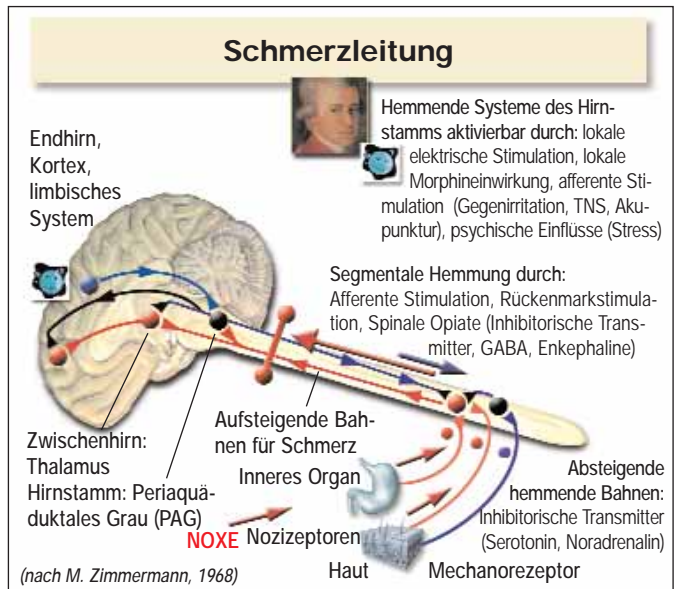 Schmerzleitung
Hemmende Systeme des Hirn-
stamms aktivierbar durch: lokale
elektrische Stimulation, lokale
Morphineinwirkung, afferente Sti-
mulation (Gegenirritation, TNS, Aku-
punktur), psychische Einflüsse (Stress)
Endhirn,
Kortex,
limbisches
System
Segmentale Hemmung durch:
Afferente Stimulation, Rückenmarkstimula-
tion, Spinale Opiate (Inhibitorische Trans-
mitter, GABA, Enkephaline)
Zwischenhirn:
Thalamus
Hirnstamm: Periaquä-
duktales Grau (PAG)
Aufsteigende Bah-
nen für Schmerz
Inneres Organ
NOXE Nozizeptoren
Haut Mechanorezeptor
Absteigende
hemmende Bahnen:
Inhibitorische Transmitter
(Serotonin, Noradrenalin)
(nach M. Zimmermann, 1968)